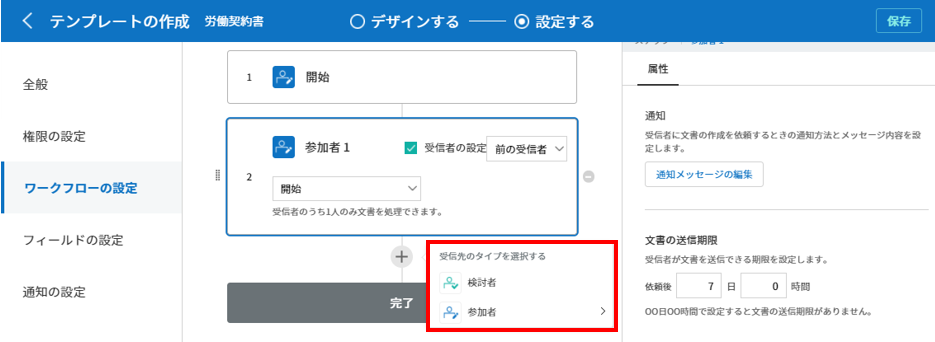 テンプレートの作成 労働契約書 デザインする 設定する 保存
全般
権限の設定
ワークフローの設定
フィールドの設定
通知の設定
1 開始
2
参加者 1 受信者の設定 前の受信者
開始
受信者のうち1人のみ文書を処理できます。
受信先のタイプを選択する
検討者
参加者
完了
属性
通知
受信者に文書の作成を依頼するときの通知方法とメッセージ内容を設
定します。
通知メッセージの編集
文書の送信期限
受信者が文書を送信できる期限を設定します。
依頼後 7 日 0 時間
00日00時間で設定すると文書の送信期限がありません。